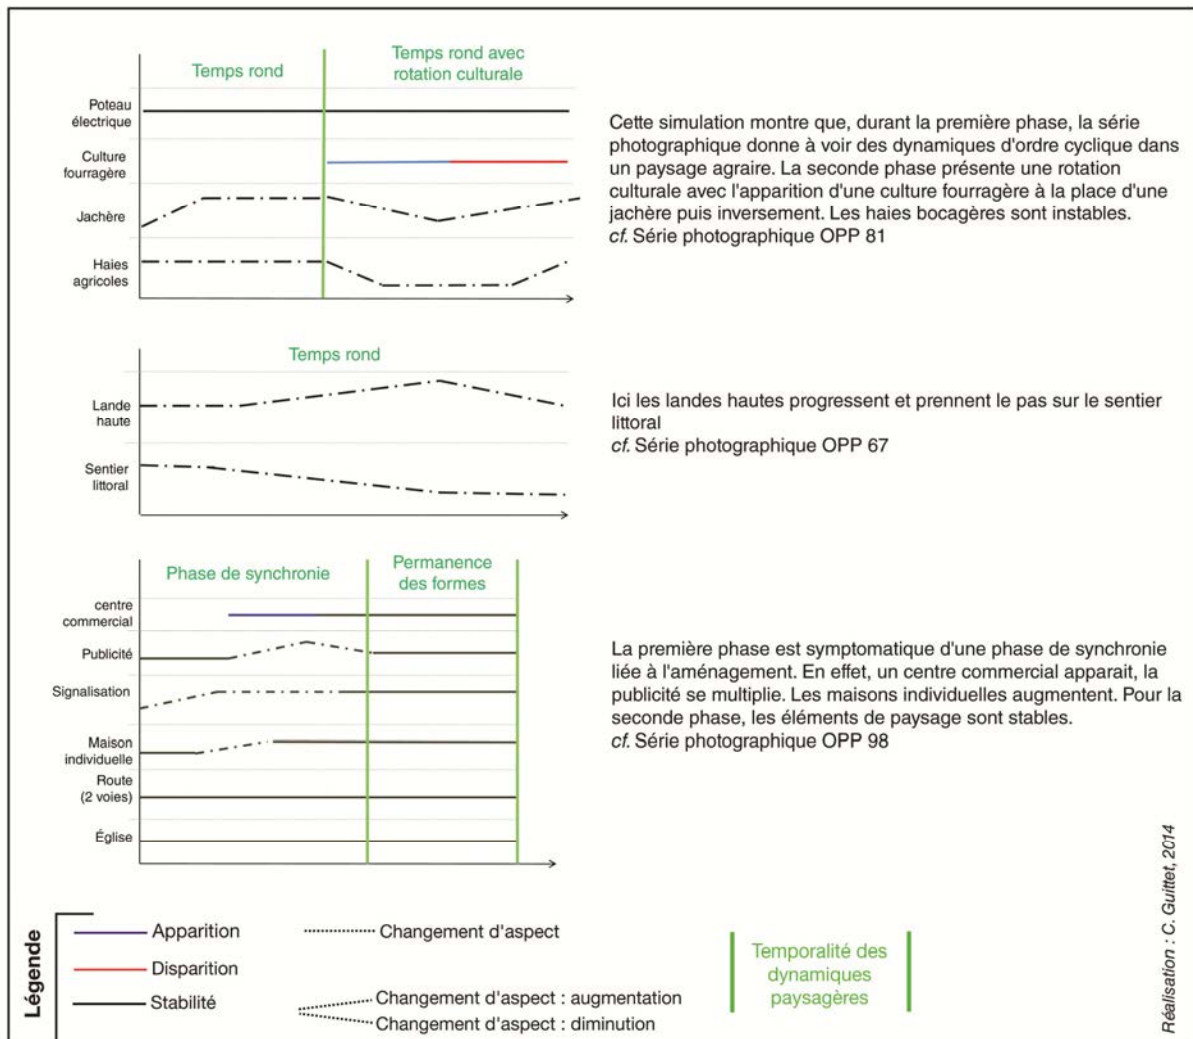 Temps rond
Temps rond avec
rotation culturale
Poteau
électrique
Culture
fourragère
Jachère
Haies
agricoles
Cette simulation montre que, durant la première phase, la série
photographique donne à voir des dynamiques d'ordre cyclique dans
un paysage agraire. La seconde phase présente une rotation
culturale avec l'apparition d'une culture fourragère à la place d'une
jachère puis inversement. Les haies bocagères sont instables.
cf. Série photographique OPP 81
Temps rond
Lande
haute
Sentier
littoral
Ici les landes hautes progressent et prennent le pas sur le sentier
littoral
cf. Série photographique OPP 67
Phase de synchronie
Permanence
des formes
centre
commercial
Publicité
Signalisation
Maison
individuelle
Route
(2 voies)
Église
La première phase est symptomatique d'une phase de synchronie
liée à l'aménagement. En effet, un centre commercial apparait, la
publicité se multiplie. Les maisons individuelles augmentent. Pour la
seconde phase, les éléments de paysage sont stables.
cf. Série photographique OPP 98
Légende
Apparition
Disparition
Stabilité
Changement d'aspect
Changement d'aspect : augmentation
Changement d'aspect : diminution
Temporalité des
dynamiques
paysagères
Réalisation : C. Guittet, 2014